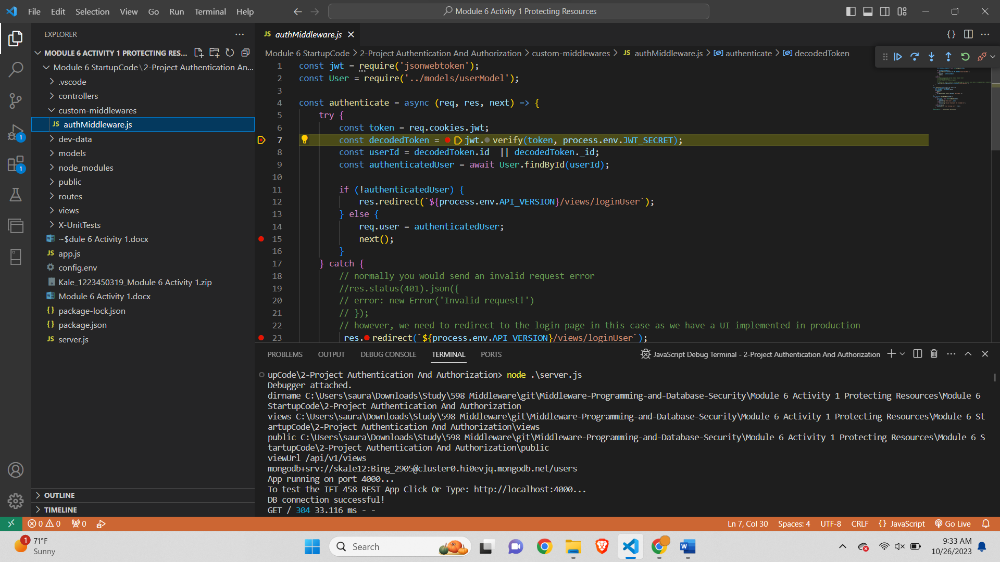 File Edit Selection View Go Run Terminal Help
Module 6 Activity 1 Protecting Resources
EXPLORER
MODULE 6 ACTIVITY 1 PROTECTING RES...
Module 6 StartupCode\2-Project Authentication An...
.vscode
controllers
custom-middlewares
JS authMiddleware.js
dev-data
models
node_modules
public
routes
views
X-UnitTests
~$dule 6 Activity 1.docx
JS app.js
config.env
Kale_1223450319_Module 6 Activity 1.zip
Module 6 Activity 1.docx
{} package-lock.json
{} package.json
JS server.js
OUTLINE
TIMELINE
1
1
JS authMiddleware.js
Module 6 StartupCode > 2-Project Authentication And Authorization > custom-middlewares > JS authMiddleware.js > authenticate > decodedToken
1 const jwt = require('jsonwebtoken');
2 const User = require('../models/userModel');
3
4 const authenticate = async (req, res, next) => {
5 try {
6 const token = req.cookies.jwt;
7 const decodedToken = jwt.verify(token, process.env.JWT_SECRET);
8 const userId = decodedToken.id || decodedToken._id;
9 const authenticatedUser = await User.findById(userId);
10
11 if (!authenticatedUser) {
12 res.redirect(`${process.env.API_VERSION}/views/loginUser`);
13 } else {
14 req.user = authenticatedUser;
15 next();
16 }
17 } catch {
18 // normally you would send an invalid request error
19 //res.status(401).json({
20 // error: new Error('Invalid request!')
21 // });
22 // however, we need to redirect to the login page in this case as we have a UI implemented in production
23 res.redirect(`${process.env.API_VERSION}/views/loginUser`);
PROBLEMS OUTPUT DEBUG CONSOLE TERMINAL PORTS
JavaScript Debug Terminal - 2-Project Authentication And Authorization
upCode\2-Project Authentication And Authorization> node .\server.js
Debugger attached.
dirname C:\Users\saura\Downloads\Study\598 Middleware\git\Middleware-Programming-and-Database-Security\Module 6 Activity 1 Protecting Resources\Module 6
StartupCode\2-Project Authentication And Authorization
views C:\Users\saura\Downloads\Study\598 Middleware\git\Middleware-Programming-and-Database-Security\Module 6 Activity 1 Protecting Resources\Module 6 St
artupCode\2-Project Authentication And Authorization\views
public C:\Users\saura\Downloads\Study\598 Middleware\git\Middleware-Programming-and-Database-Security\Module 6 Activity 1 Protecting Resources\Module 6 S
tartupCode\2-Project Authentication And Authorization\public
viewUrl /api/v1/views
mongodb+srv://skale12:Bing_2905@cluster0.hi0evjq.mongodb.net/users
App running on port 4000...
To test the IFT 458 REST App Click Or Type: http://localhost:4000...
DB connection successful!
GET / 304 33.116 ms - -
0 0 0
Ln 7, Col 30 Spaces: 4 UTF-8 CRLF {} JavaScript Go Live
1
71°F
Sunny
Search
9:33 AM
10/26/2023